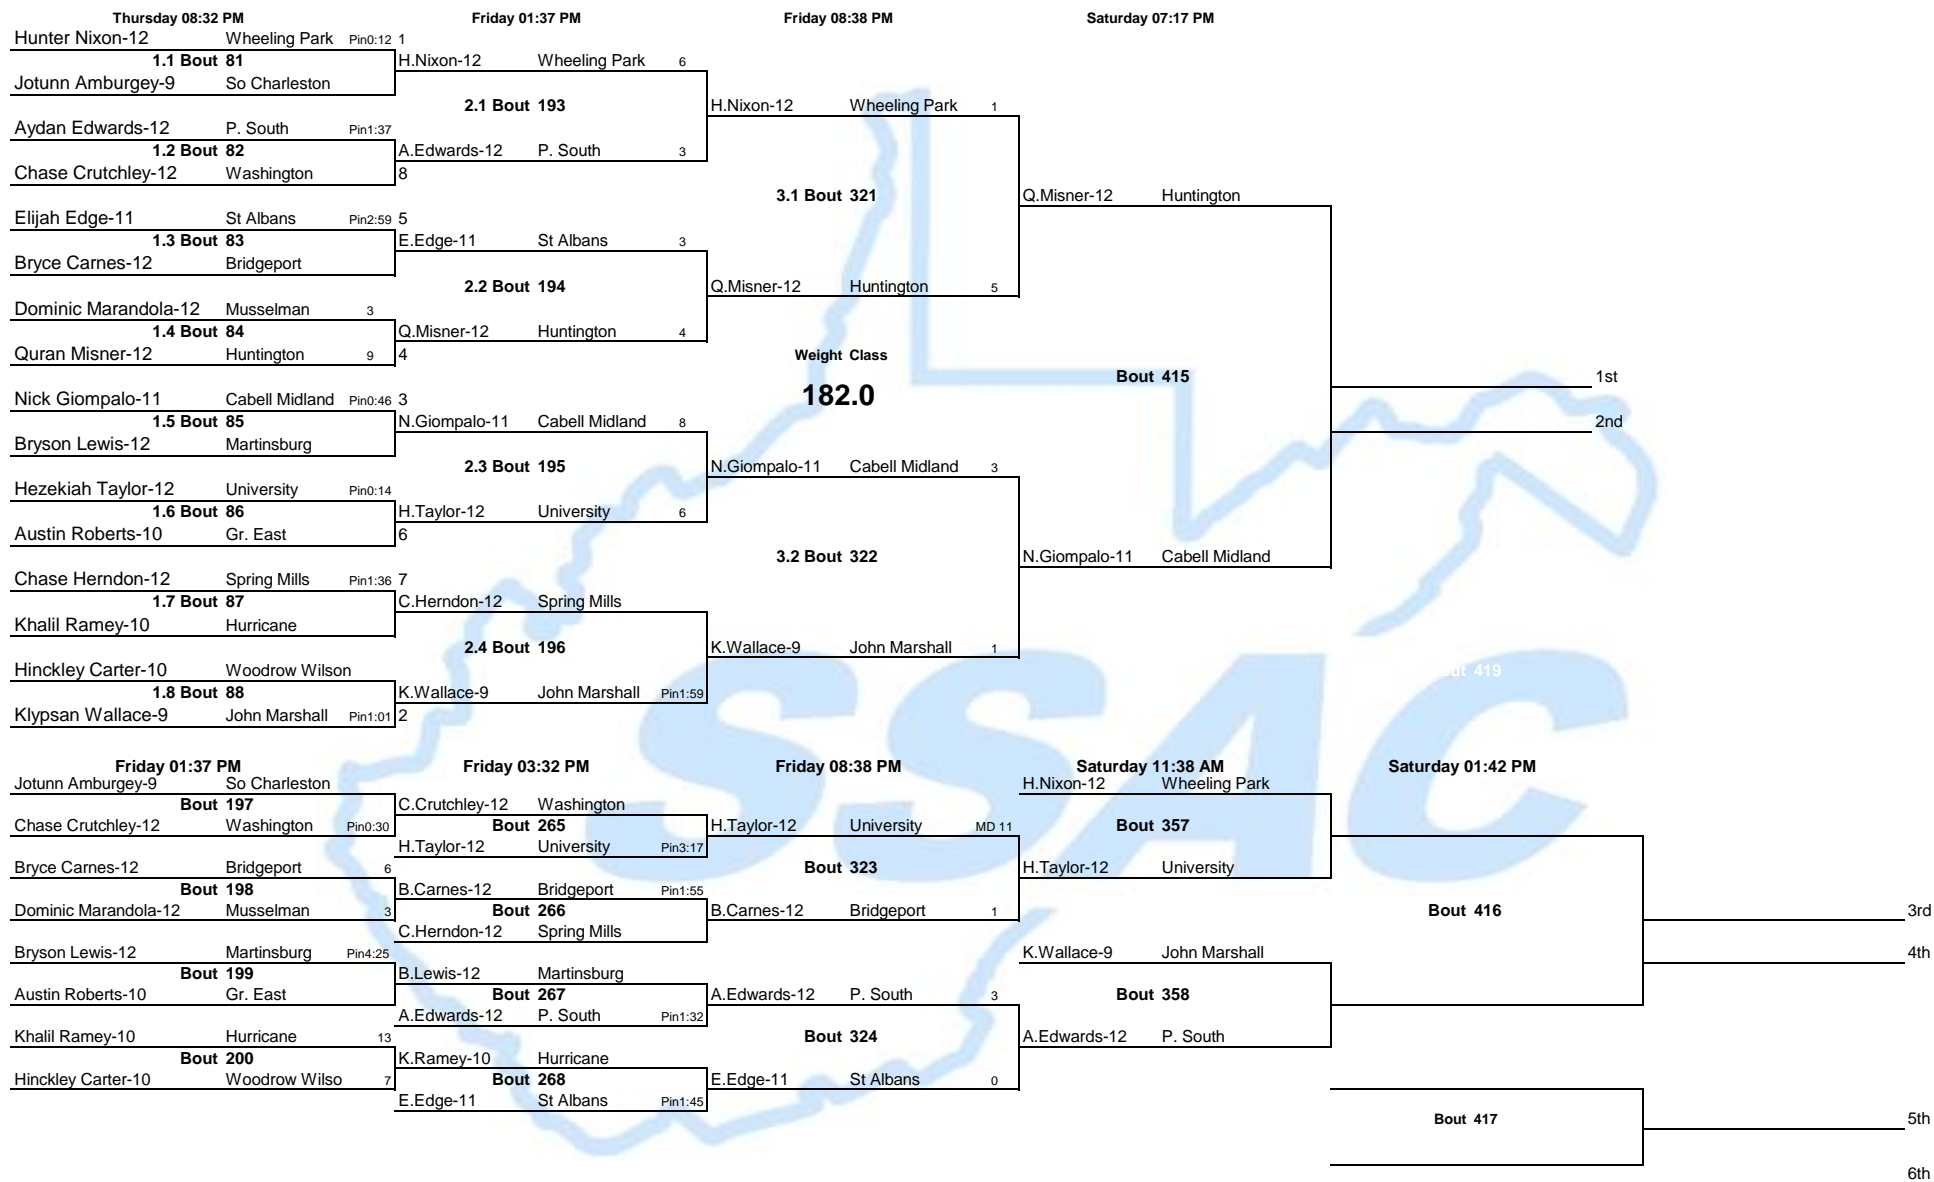 Thursday 08:32 PM Friday 01:37 PM Friday 08:38 PM Saturday 07:17 PM
Hunter Nixon-12 Wheeling Park Pin0:12 1
1.1 Bout 81 H.Nixon-12 Wheeling Park 6
Jotunn Amburgey-9 So Charleston
2.1 Bout 193 H.Nixon-12 Wheeling Park 1
Aydan Edwards-12 P. South Pin1:37
1.2 Bout 82 A.Edwards-12 P. South 3
Chase Crutchley-12 Washington 8
3.1 Bout 321 Q.Misner-12 Huntington
Elijah Edge-11 St Albans Pin2:59 5
1.3 Bout 83 E.Edge-11 St Albans 3
Bryce Carnes-12 Bridgeport
2.2 Bout 194 Q.Misner-12 Huntington 5
Dominic Marandola-12 Musselman 3
1.4 Bout 84 Q.Misner-12 Huntington 4
Quran Misner-12 Huntington 9 4 Weight Class
Bout 415 1st
Nick Giompalo-11 Cabell Midland Pin0:46 3 182.0
1.5 Bout 85 N.Giompalo-11 Cabell Midland 8 2nd
Bryson Lewis-12 Martinsburg
2.3 Bout 195 N.Giompalo-11 Cabell Midland 3
Hezekiah Taylor-12 University Pin0:14
1.6 Bout 86 H.Taylor-12 University 6
Austin Roberts-10 Gr. East 6
3.2 Bout 322 N.Giompalo-11 Cabell Midland
Chase Herndon-12 Spring Mills Pin1:36 7
1.7 Bout 87 C.Herndon-12 Spring Mills
Khalil Ramey-10 Hurricane
2.4 Bout 196 K.Wallace-9 John Marshall 1
Hinckley Carter-10 Woodrow Wilson 419
1.8 Bout 88 K.Wallace-9 John Marshall Pin1:59
Klypsan Wallace-9 John Marshall Pin1:01 2
SSAC
Friday 01:37 PM Friday 03:32 PM Friday 08:38 PM Saturday 11:38 AM Saturday 01:42 PM
Jotunn Amburgey-9 So Charleston H.Nixon-12 Wheeling Park
Bout 197 C.Crutchley-12 Washington
Chase Crutchley-12 Washington Pin0:30 Bout 265 H.Taylor-12 University MD 11 Bout 357
H.Taylor-12 University Pin3:17
Bryce Carnes-12 Bridgeport 6 Bout 323 H.Taylor-12 University
Bout 198 B.Carnes-12 Bridgeport Pin1:55
Dominic Marandola-12 Musselman 3 Bout 266 B.Carnes-12 Bridgeport 1 Bout 416 3rd
C.Herndon-12 Spring Mills
Bryson Lewis-12 Martinsburg Pin4:25 K.Wallace-9 John Marshall 4th
Bout 199 B.Lewis-12 Martinsburg
Austin Roberts-10 Gr. East Bout 267 A.Edwards-12 P. South 3 Bout 358
A.Edwards-12 P. South Pin1:32
Khalil Ramey-10 Hurricane 13 Bout 324 A.Edwards-12 P. South
Bout 200 K.Ramey-10 Hurricane
Hinckley Carter-10 Woodrow Wilso 7 Bout 268 E.Edge-11 St Albans 0
E.Edge-11 St Albans Pin1:45
Bout 417 5th
6th